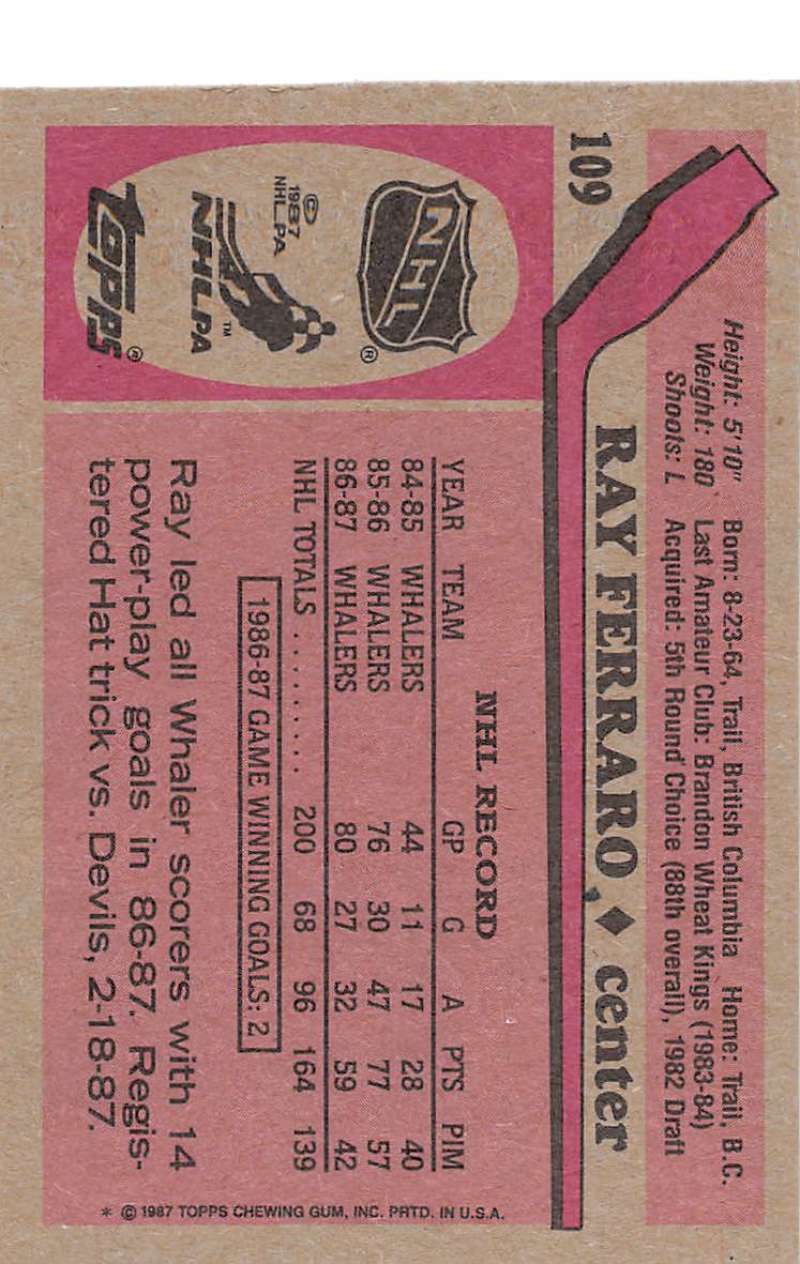 109
Height: 5'10" Born: 8-23-64, Trail, British Columbia Home: Trail, B.C.
Weight: 180 Last Amateur Club: Brandon Wheat Kings (1983-84)
Shoots: L Acquired: 5th Round Choice (88th overall), 1982 Draft
RAY FERRARO ◆ center
NHL ®
© 1987 NHLPA
NHLPA ™
TOPPS ®
NHL RECORD
YEAR TEAM GP G A PTS PIM
84-85 WHALERS 44 11 17 28 40
85-86 WHALERS 76 30 47 77 57
86-87 WHALERS 80 27 32 59 42
NHL TOTALS . . . . . . . . . 200 68 96 164 139
1986-87 GAME WINNING GOALS: 2
Ray led all Whaler scorers with 14
power-play goals in 86-87. Regis-
tered Hat trick vs. Devils, 2-18-87.
* © 1987 TOPPS CHEWING GUM, INC. PRTD. IN U.S.A.